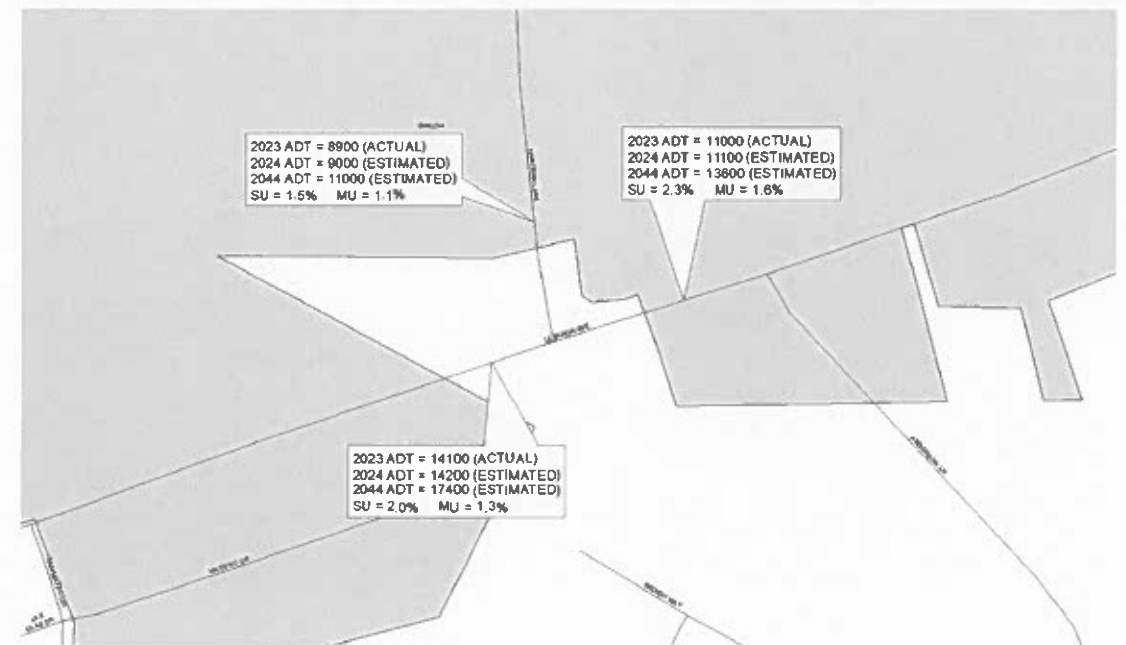 2023 ADT = 8900 (ACTUAL)
2024 ADT = 9000 (ESTIMATED)
2044 ADT = 11000 (ESTIMATED)
SU = 1.5% MU = 1.1%
2023 ADT = 11000 (ACTUAL)
2024 ADT = 11100 (ESTIMATED)
2044 ADT = 13600 (ESTIMATED)
SU = 2.3% MU = 1.6%
2023 ADT = 14100 (ACTUAL)
2024 ADT = 14200 (ESTIMATED)
2044 ADT = 17400 (ESTIMATED)
SU = 2.0% MU = 1.3%